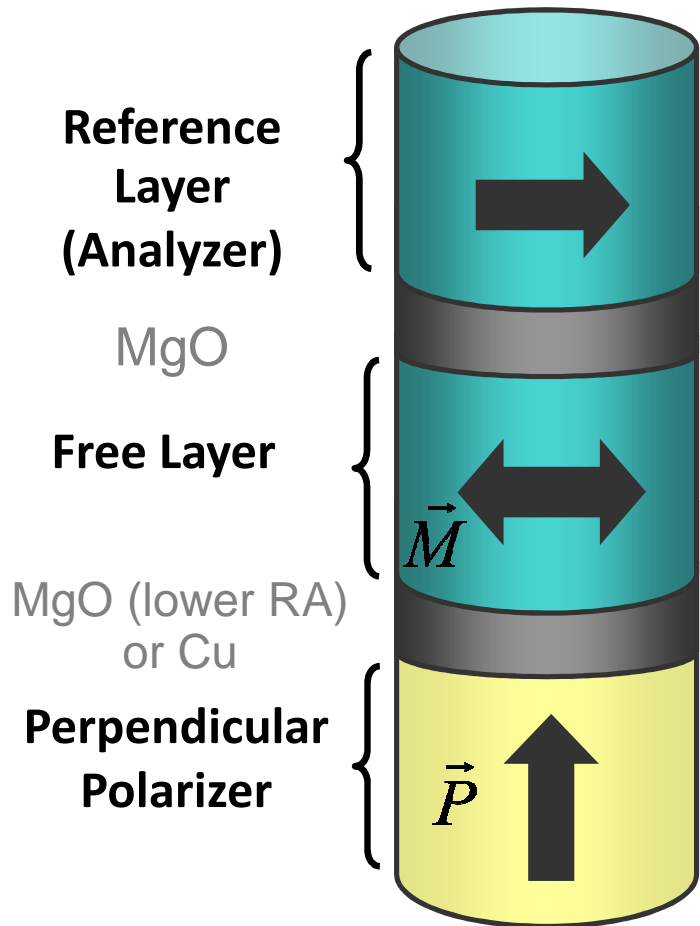 Reference
Layer
(Analyzer)
MgO
Free Layer
M
MgO (lower RA)
or Cu
Perpendicular
Polarizer
P